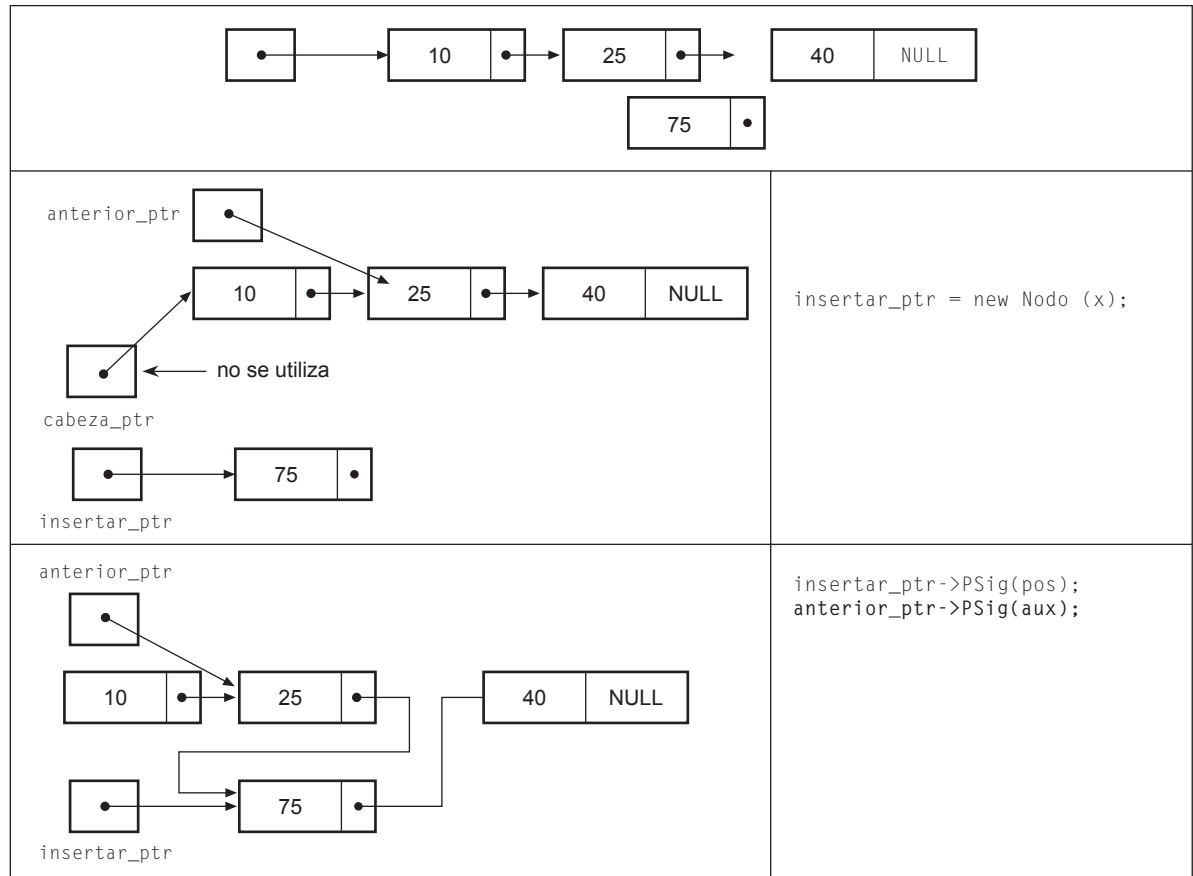 10 25 40 NULL
75
anterior_ptr
10 25 40 NULL
insertar_ptr = new Nodo (x);
no se utiliza
cabeza_ptr
75
insertar_ptr
anterior_ptr
insertar_ptr->PSig(pos);
anterior_ptr->PSig(aux);
10 25 40 NULL
75
insertar_ptr